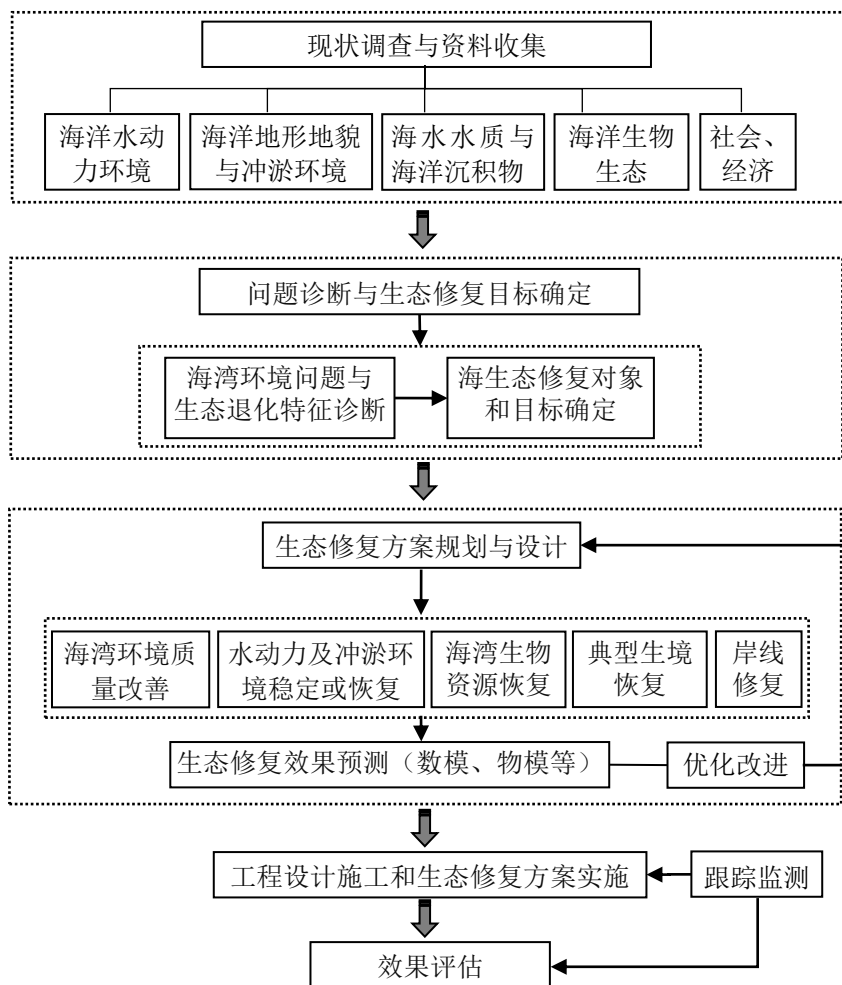 现状调查与资料收集
海洋水动
力环境
海洋地形地貌
与冲淤环境
海水水质与
海洋沉积物
海洋生物
生态
社会、
经济
问题诊断与生态修复目标确定
海湾环境问题与
生态退化特征诊断
海生态修复对象
和目标确定
生态修复方案规划与设计
海湾环境质
量改善
水动力及冲淤环
境稳定或恢复
海湾生物
资源恢复
典型生境
恢复
岸线
修复
生态修复效果预测（数模、物模等）
优化改进
工程设计施工和生态修复方案实施
跟踪监测
效果评估